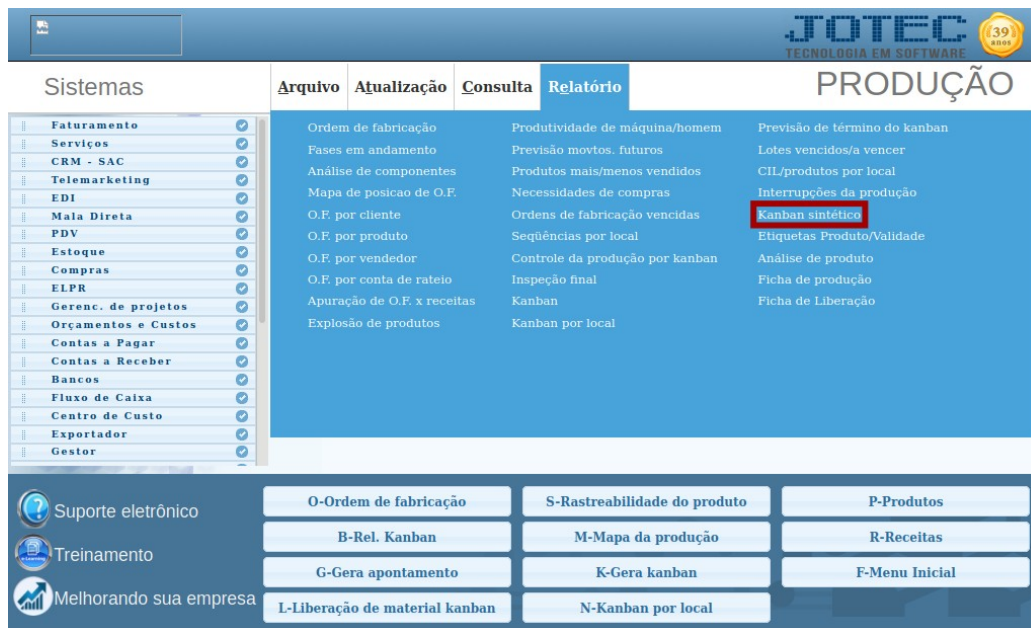 JOTEC
TECNOLOGIA EM SOFTWARE
39
anos
Sistemas
Arquivo Atualização Consulta Relatório
PRODUÇÃO
Faturamento
Serviços
CRM - SAC
Telemarketing
EDI
Mala Direta
PDV
Estoque
Compras
ELPR
Gerenc. de projetos
Orçamentos e Custos
Contas a Pagar
Contas a Receber
Bancos
Fluxo de Caixa
Centro de Custo
Exportador
Gestor
Ordem de fabricação
Fases em andamento
Análise de componentes
Mapa de posicao de O.F.
O.F. por cliente
O.F. por produto
O.F. por vendedor
O.F. por conta de rateio
Apuração de O.F. x receitas
Explosão de produtos
Produtividade de máquina/homem
Previsão movtos. futuros
Produtos mais/menos vendidos
Necessidades de compras
Ordens de fabricação vencidas
Seqüências por local
Controle da produção por kanban
Inspeção final
Kanban
Kanban por local
Previsão de término do kanban
Lotes vencidos/a vencer
CIL/produtos por local
Interrupções da produção
Kanban sintético
Etiquetas Produto/Validade
Análise de produto
Ficha de produção
Ficha de Liberação
Suporte eletrônico
Treinamento
Melhorando sua empresa
O-Ordem de fabricação
S-Rastreabilidade do produto
P-Produtos
B-Rel. Kanban
M-Mapa da produção
R-Receitas
G-Gera apontamento
K-Gera kanban
F-Menu Inicial
L-Liberação de material kanban
N-Kanban por local